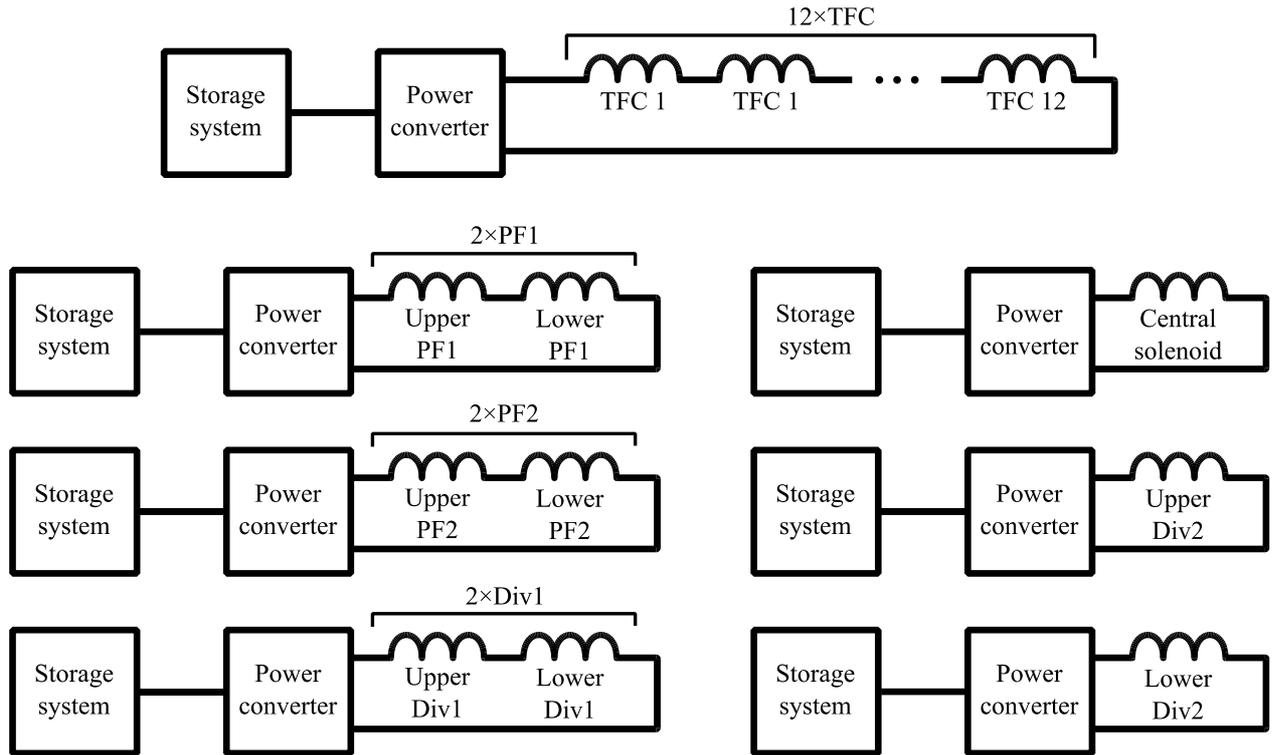 12×TFC
Storage
system
Power
converter
TFC 1
TFC 1
TFC 12
2×PF1
Storage
system
Power
converter
Upper
PF1
Lower
PF1
Storage
system
Power
converter
Central
solenoid
2×PF2
Storage
system
Power
converter
Upper
PF2
Lower
PF2
Storage
system
Power
converter
Upper
Div2
2×Div1
Storage
system
Power
converter
Upper
Div1
Lower
Div1
Storage
system
Power
converter
Lower
Div2